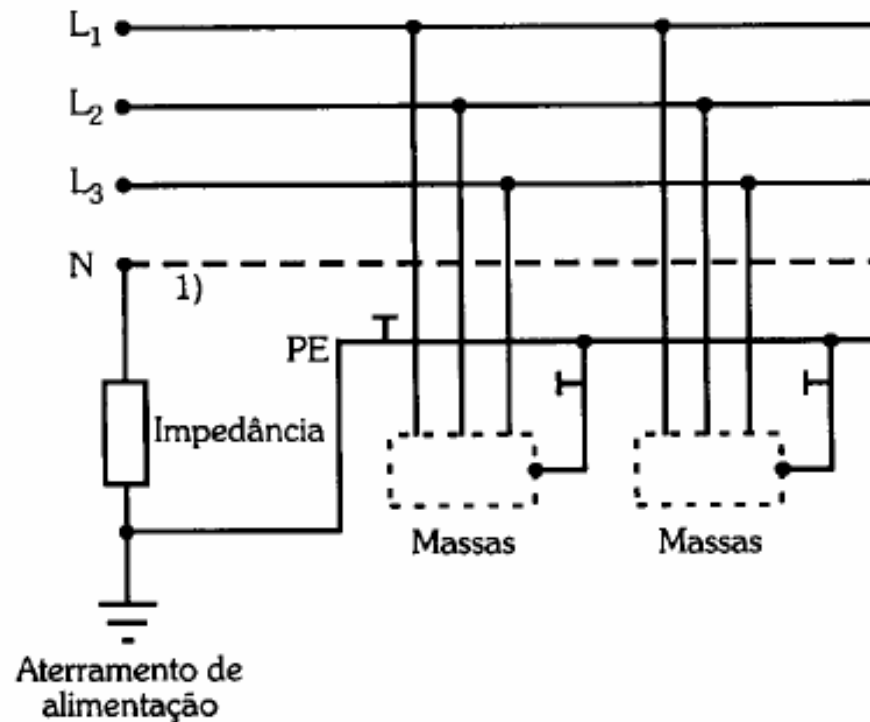 L1
L2
L3
N
1)
PE
Impedância
Massas
Massas
Aterramento de
alimentação